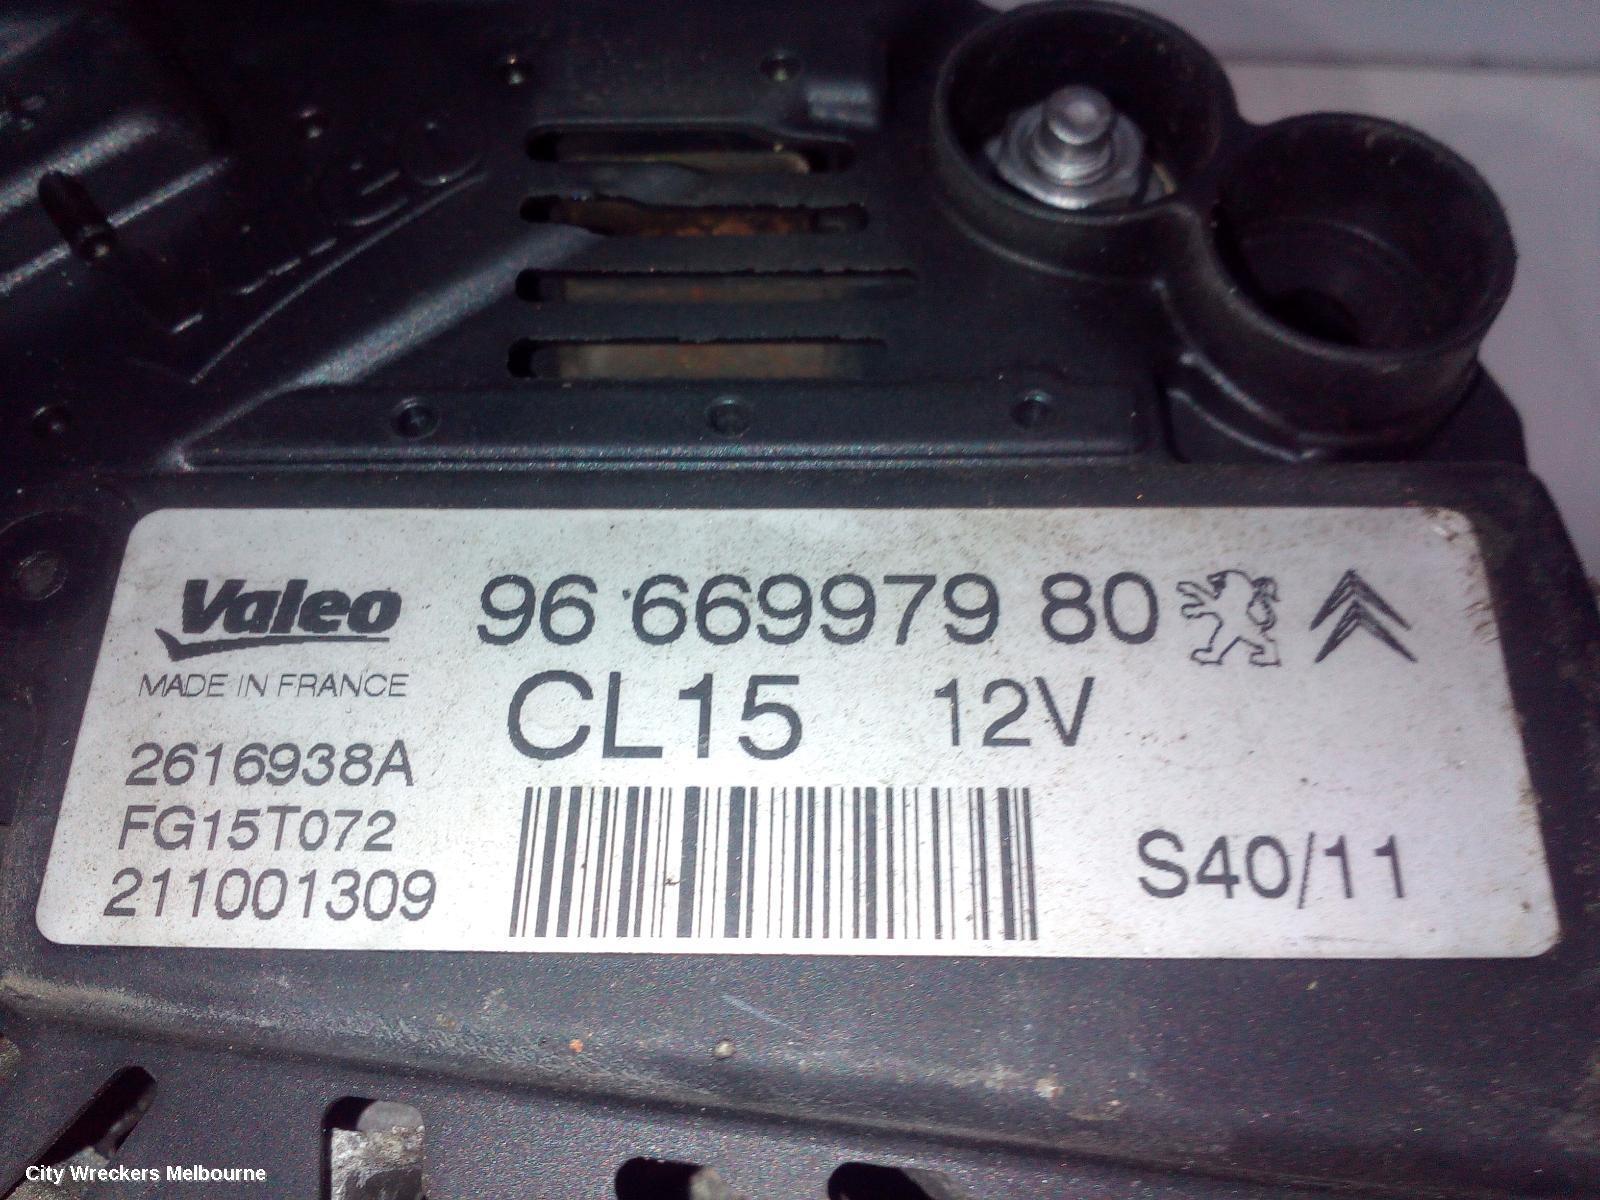 Valeo
96 669979 80
MADE IN FRANCE
CL15 12V
2616938A
FG15T072
211001309
S40/11
City Wreckers Melbourne